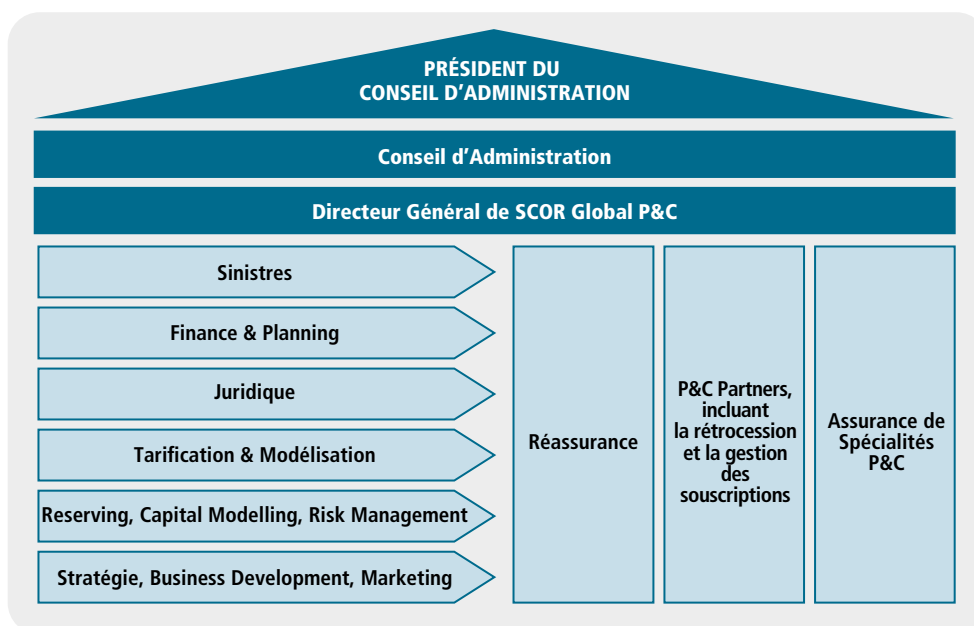 PRÉSIDENT DU
CONSEIL D'ADMINISTRATION
Conseil d'Administration
Directeur Général de SCOR Global P&C
Sinistres
Finance & Planning
Juridique
Tarification & Modélisation
Reserving, Capital Modelling, Risk Management
Stratégie, Business Development, Marketing
Réassurance
P&C Partners,
incluant
la rétrocession
et la gestion
des
souscriptions
Assurance de
Spécialités
P&C